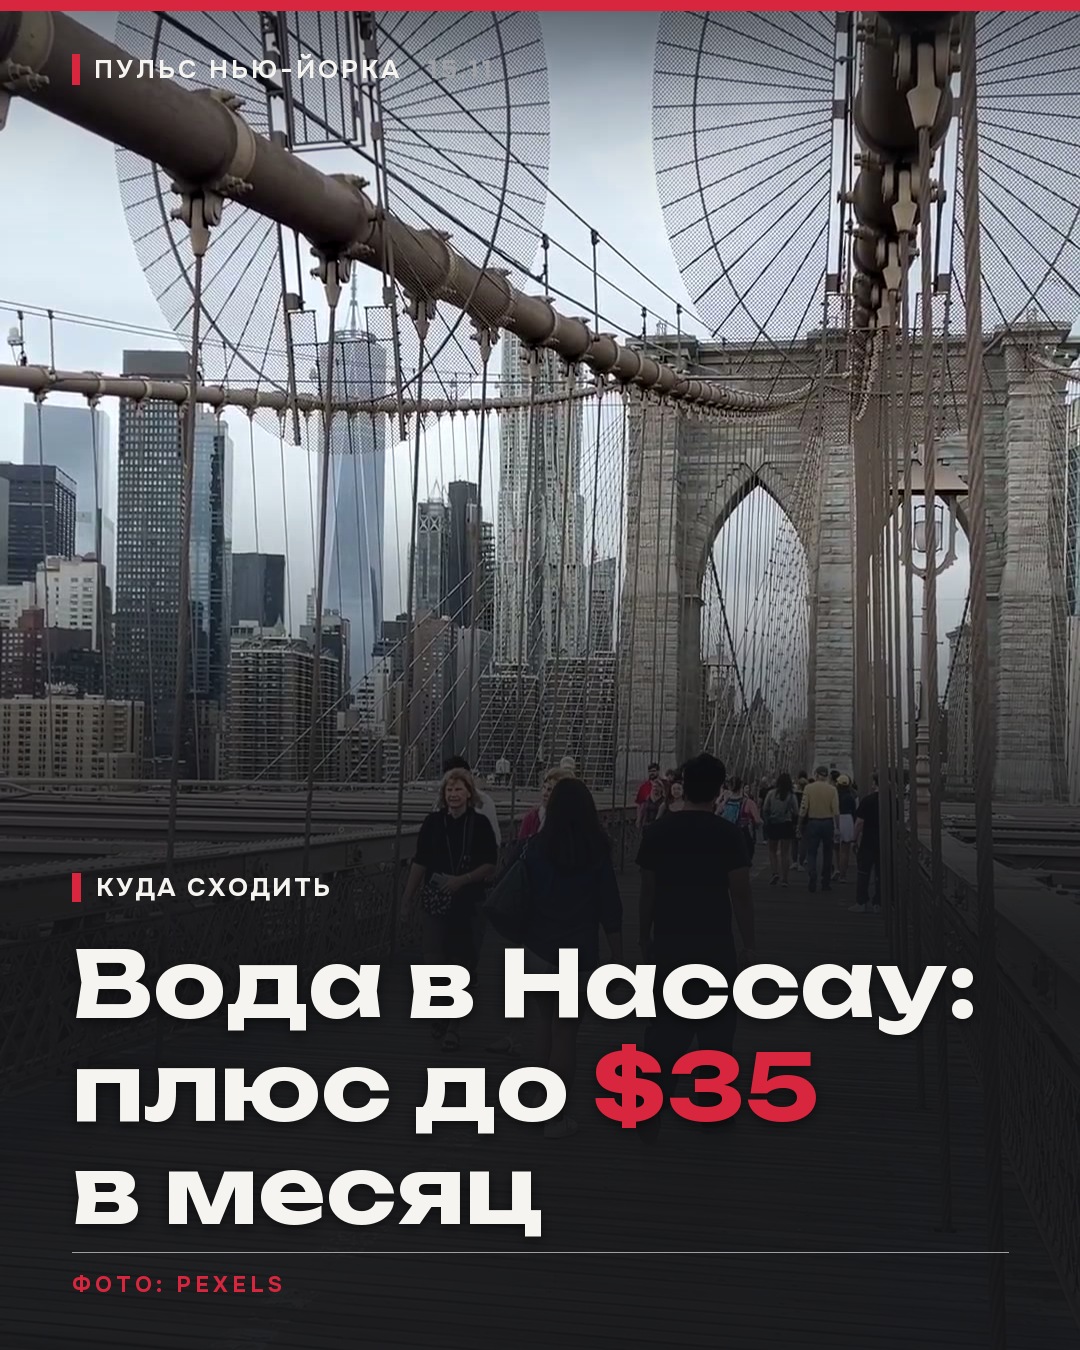 ПУЛЬС НЬЮ-ЙОРКА
КУДА СХОДИТЬ
Вода в Нассау:
плюс до $35
в месяц
ФОТО: PEXELS